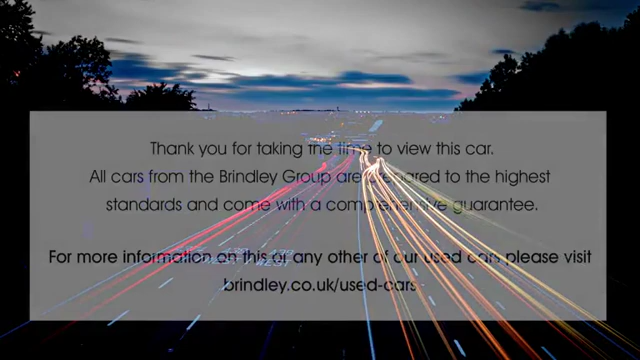 Thank you for taking the time to view this car.
All cars from the Brindley Group are prepared to the highest
standards and come with a comprehensive guarantee.
For more information on this or any other of our used cars please visit
brindley.co.uk/used-cars
WEST